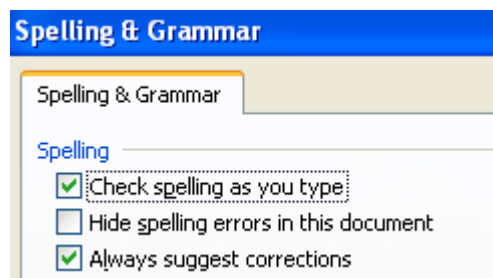 Spelling & Grammar
Spelling & Grammar
Spelling
Check spelling as you type
Hide spelling errors in this document
Always suggest corrections